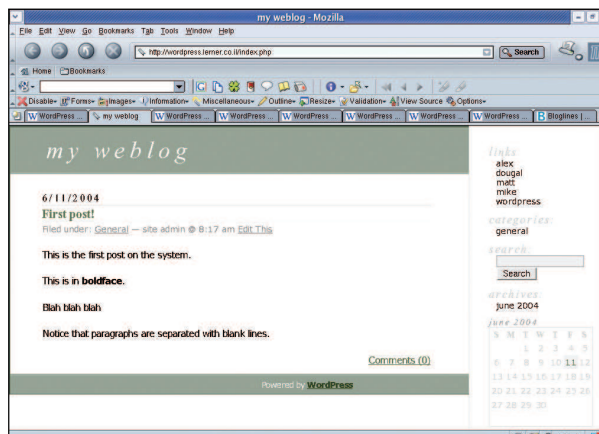 my weblog - Mozilla
File Edit View Go Bookmarks Tab Tools Window Help
http://wordpress.lerner.co.il/index.php
Search
Home Bookmarks
Disable Forms Images Information Miscellaneous Outline Resize Validation View Source Options
WordPress ... my weblog WordPress ... WordPress ... WordPress ... WordPress ... WordPress ... WordPress ... Bloglines | ...
my weblog
6/11/2004
First post!
Filed under: General — site admin @ 8:17 am Edit This
This is the first post on the system.
This is in boldface.
Blah blah blah
Notice that paragraphs are separated with blank lines.
Comments (0)
Powered by WordPress
links:
alex
dougal
matt
mike
wordpress
categories:
general
search:
Search
archives:
june 2004
june 2004
S M T W T F S
1 2 3 4 5
6 7 8 9 10 11 12
13 14 15 16 17 18 19
20 21 22 23 24 25 26
27 28 29 30